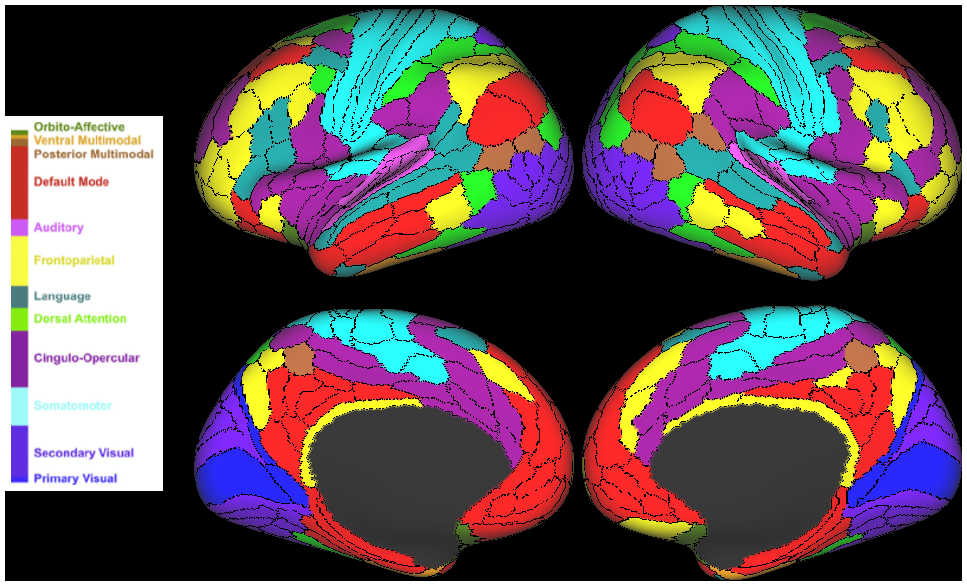 Orbito-Affective
Ventral Multimodal
Posterior Multimodal
Default Mode
Auditory
Frontoparietal
Language
Dorsal Attention
Cingulo-Opercular
Somatomotor
Secondary Visual
Primary Visual